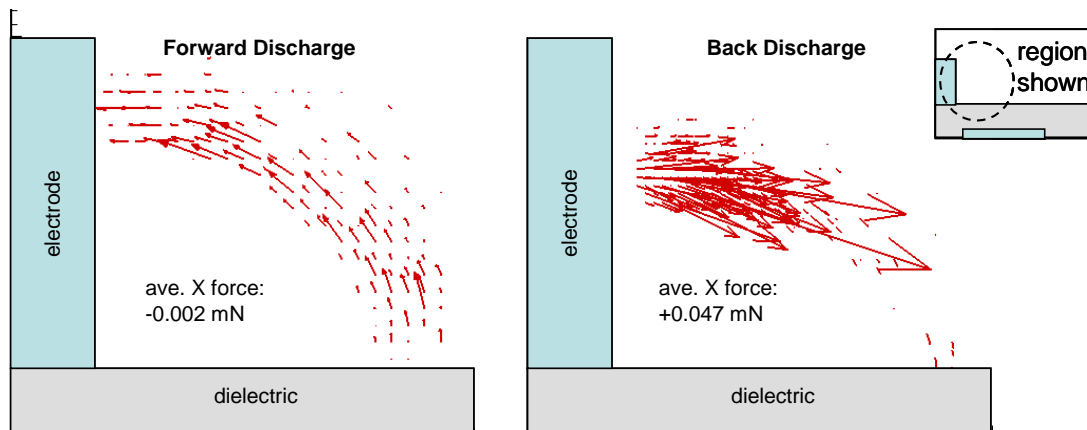 Forward Discharge
electrode
ave. X force:
-0.002 mN
dielectric
Back Discharge
electrode
ave. X force:
+0.047 mN
dielectric
region
shown